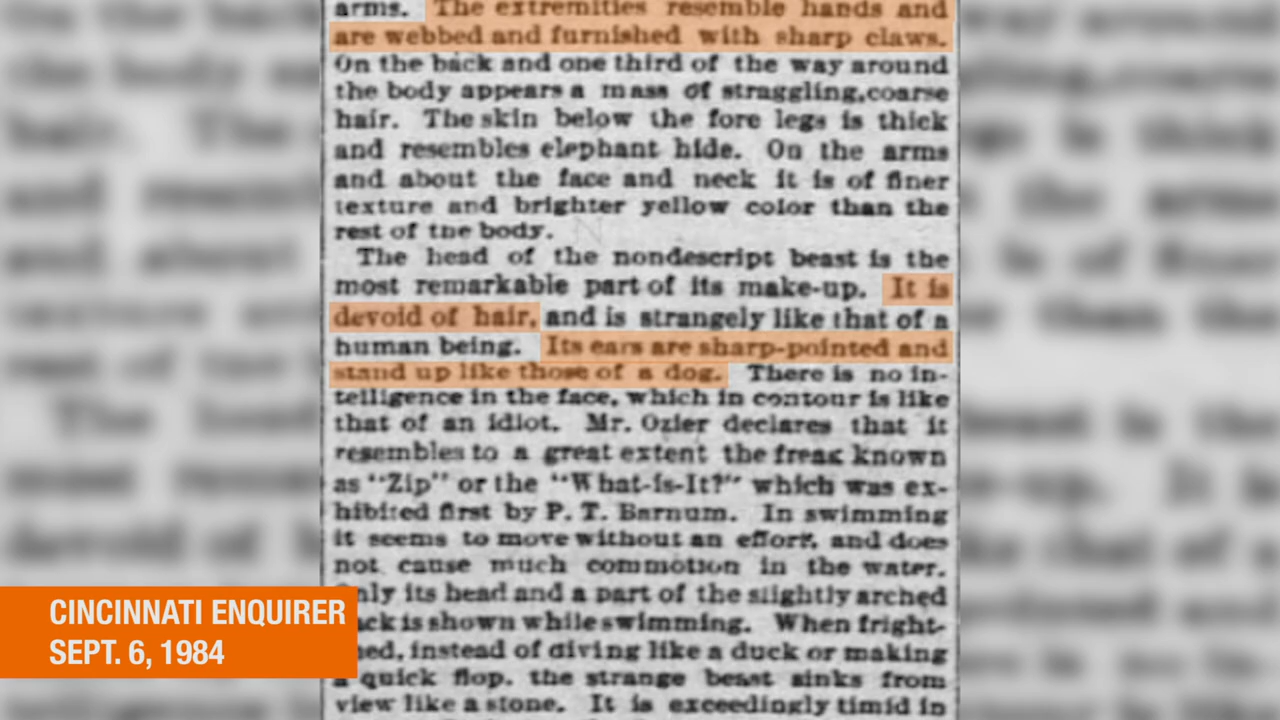 arms. The extremities resemble hands and
are webbed and furnished with sharp claws.
On the back and one third of the way around
the body appears a mass of straggling, coarse
hair. The skin below the fore legs is thick
and resembles elephant hide. On the arms
and about the face and neck it is of finer
texture and brighter yellow color than the
rest of the body.
The head of the nondescript beast is the
most remarkable part of its make-up. It is
devoid of hair, and is strangely like that of a
human being. Its ears are sharp-pointed and
stand up like those of a dog. There is no in-
telligence in the face, which in contour is like
that of an idiot. Mr. Ozier declares that it
resembles to a great extent the freak known
as "Zip" or the "What-is-It?" which was ex-
hibited first by P. T. Barnum. In swimming
it seems to move without an effort, and does
not cause much commotion in the water.
nly its head and a part of the slightly arched
ck is shown while swimming. When fright-
ned, instead of diving like a duck or making
a quick flop, the strange beast sinks from
view like a stone. It is exceedingly timid in
CINCINNATI ENQUIRER
SEPT. 6, 1984